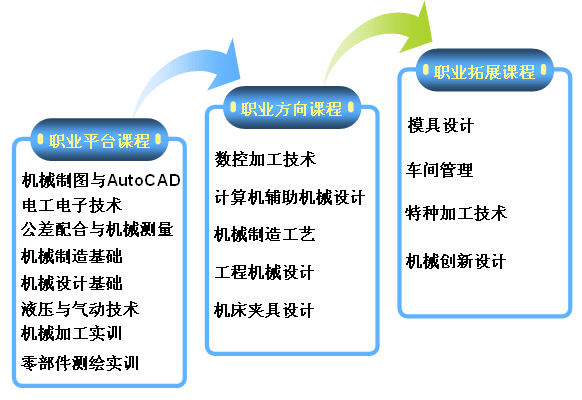 职业平台课程
机械制图与AutoCAD
电工电子技术
公差配合与机械测量
机械制造基础
机械设计基础
液压与气动技术
机械加工实训
零部件测绘实训
职业方向课程
数控加工技术
计算机辅助机械设计
机械制造工艺
工程机械设计
机床夹具设计
职业拓展课程
模具设计
车间管理
特种加工技术
机械创新设计